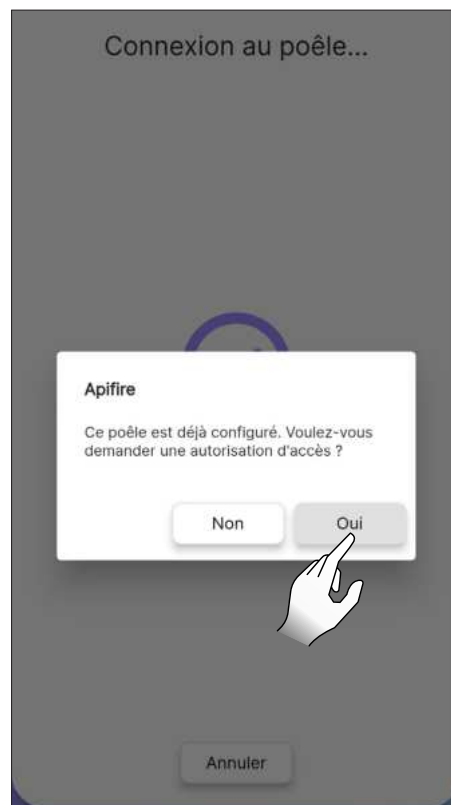 Connexion au poêle...
Apifire
Ce poêle est déjà configuré. Voulez-vous
demander une autorisation d'accès ?
Non
Oui
Annuler